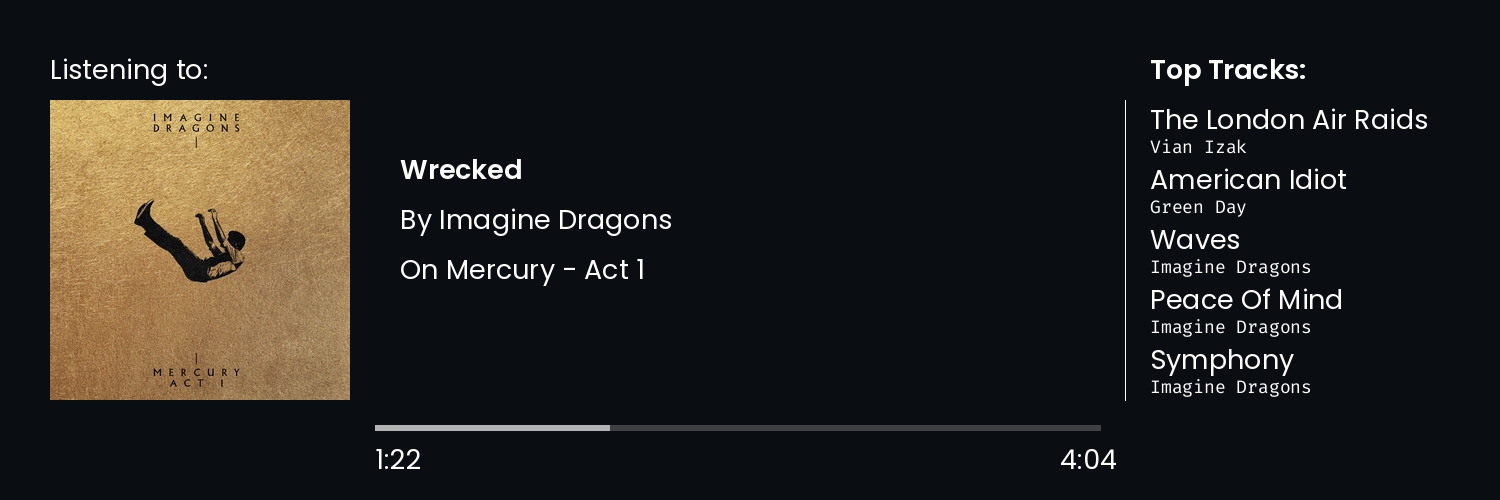 Listening to:
IMAGINE
DRAGONS
MERCURY
ACT I
Wrecked
By Imagine Dragons
On Mercury - Act 1
1:22
4:04
Top Tracks:
The London Air Raids
Vian Izak
American Idiot
Green Day
Waves
Imagine Dragons
Peace Of Mind
Imagine Dragons
Symphony
Imagine Dragons